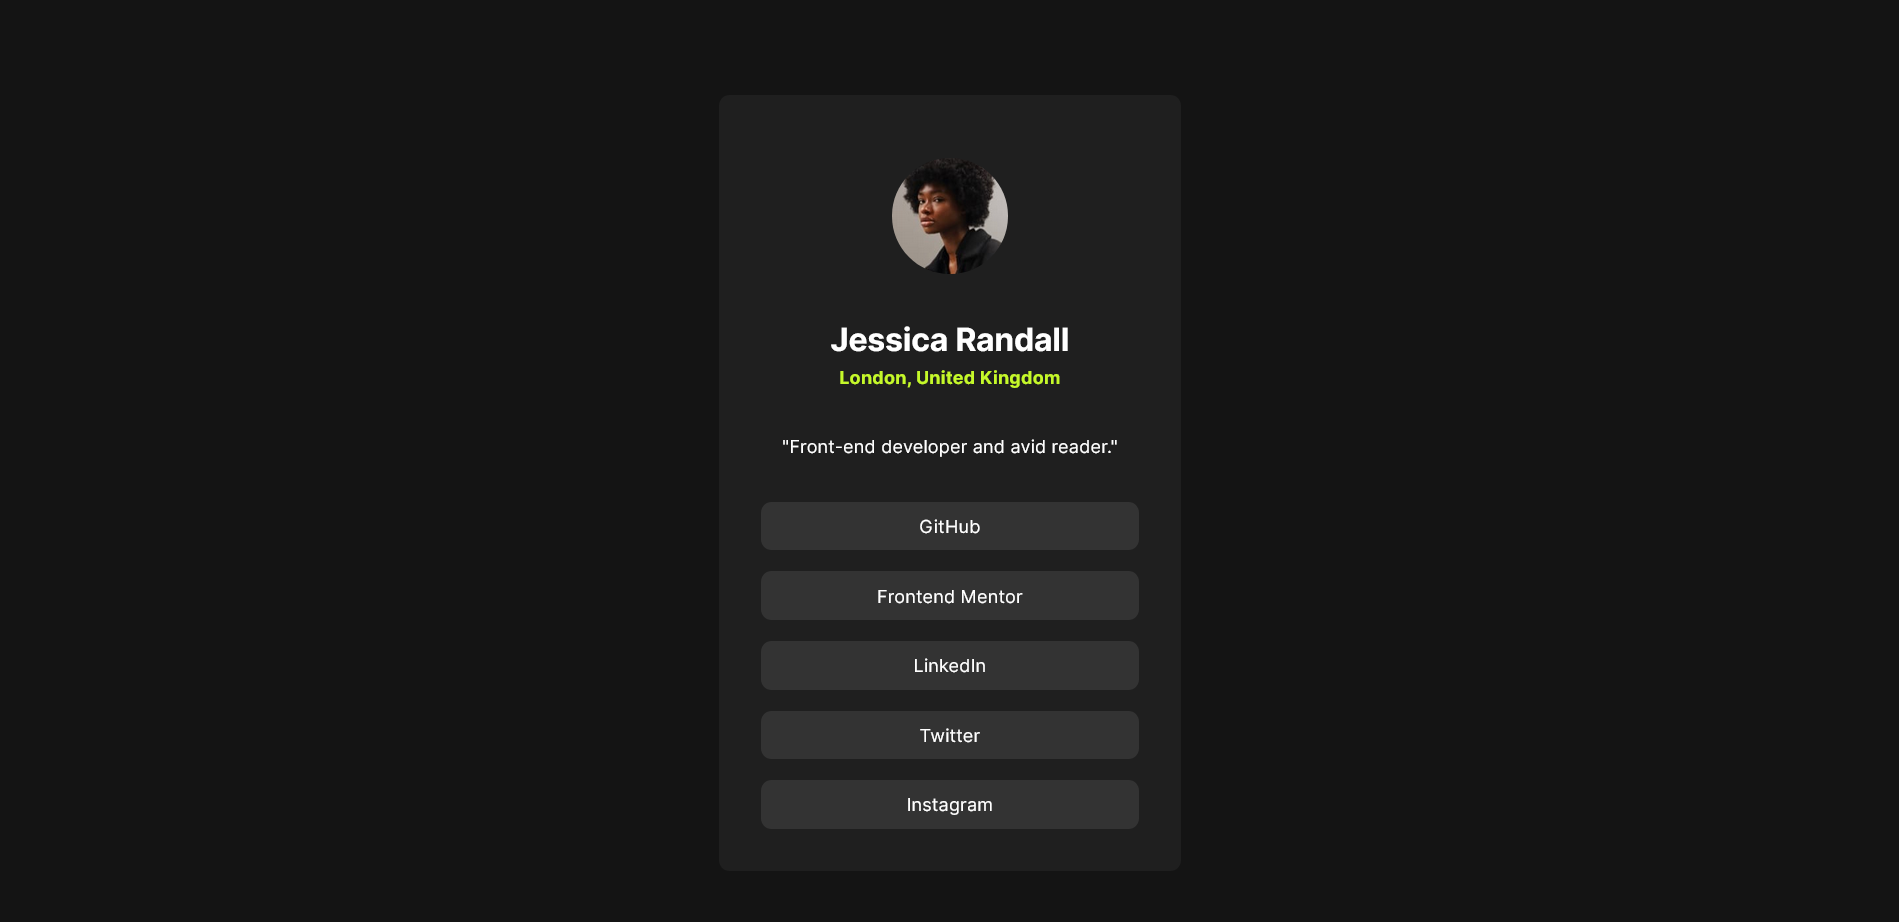 Jessica Randall
London, United Kingdom
"Front-end developer and avid reader."
GitHub
Frontend Mentor
LinkedIn
Twitter
Instagram